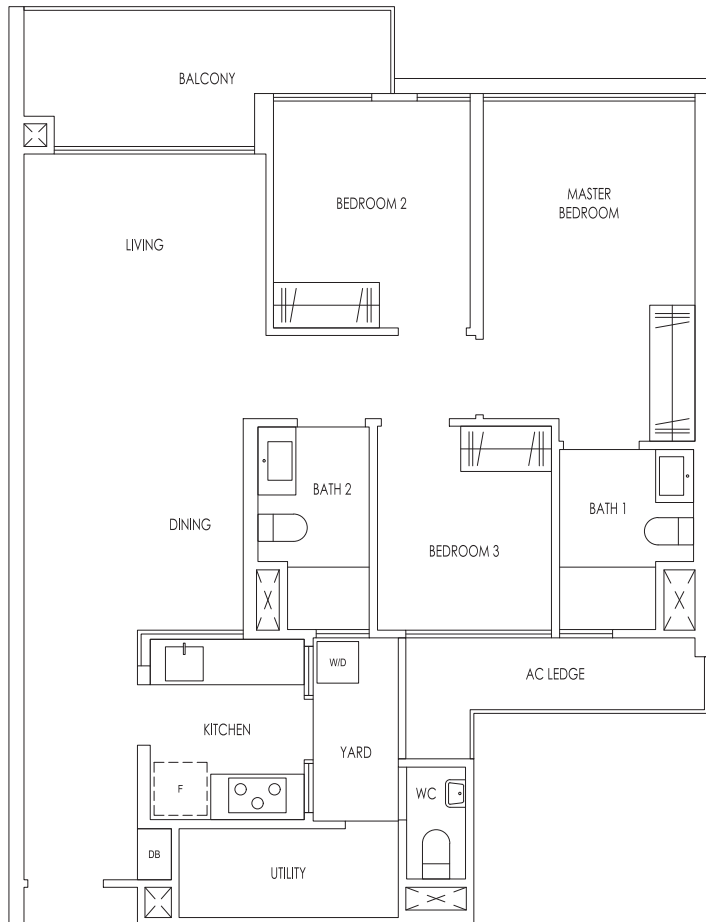 BALCONY
BEDROOM 2
MASTER
BEDROOM
LIVING
BATH 2
BATH 1
DINING
BEDROOM 3
W/D
AC LEDGE
KITCHEN
YARD
F
WC
DB
UTILITY